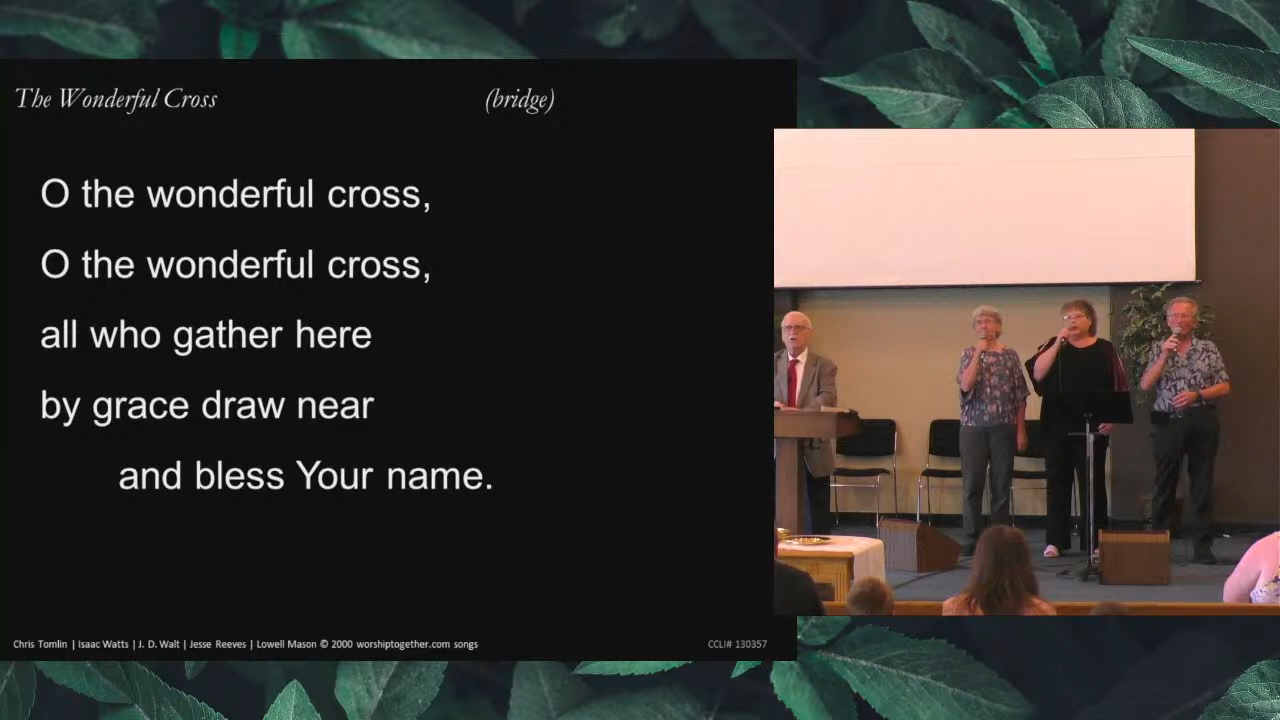 The Wonderful Cross (bridge)
O the wonderful cross,
O the wonderful cross,
all who gather here
by grace draw near
and bless Your name.
Chris Tomlin | Isaac Watts | J. D. Walt | Jesse Reeves | Lowell Mason © 2000 worshiptogether.com songs CCLI# 130357